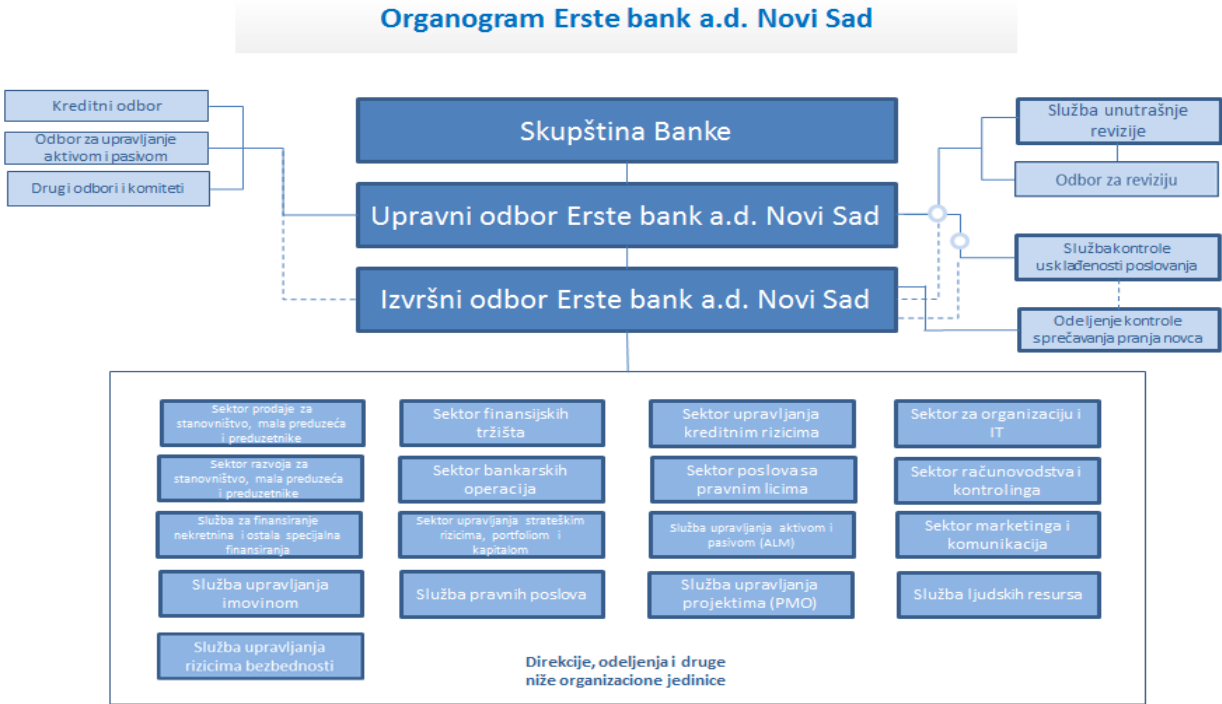 Organogram Erste bank a.d. Novi Sad
Kreditni odbor
Odbor za upravljanje
aktivom i pasivom
Drugi odbori i komiteti
Skupština Banke
Upravni odbor Erste bank a.d. Novi Sad
Izvršni odbor Erste bank a.d. Novi Sad
Služba unutrašnje
revizije
Odbor za reviziju
Služba kontrole
usklađenosti poslovanja
Odeljenje kontrole
sprečavanja pranja novca
Sektor prodaje za
stanovništvo, mala preduzeća
i preduzetnike
Sektor finansijskih
tržišta
Sektor upravljanja
kreditnim rizicima
Sektor za organizaciju i
IT
Sektor razvoja za
stanovništvo, mala preduzeća
i preduzetnike
Sektor bankarskih
operacija
Sektor poslova sa
pravnim licima
Sektor računovodstva i
kontrolinga
Služba za finansiranje
nekretnina i ostala specijalna
finansiranja
Sektor upravljanja strateškim
rizicima, portfoliom i
kapitalom
Služba upravljanja aktivom i
pasivom (ALM)
Sektor marketinga i
komunikacija
Služba upravljanja
imovinom
Služba pravnih poslova
Služba upravljanja
projektima (PMO)
Služba ljudskih resursa
Služba upravljanja
rizicima bezbednosti
Direkcije, odeljenja i druge
niže organizacione jedinice